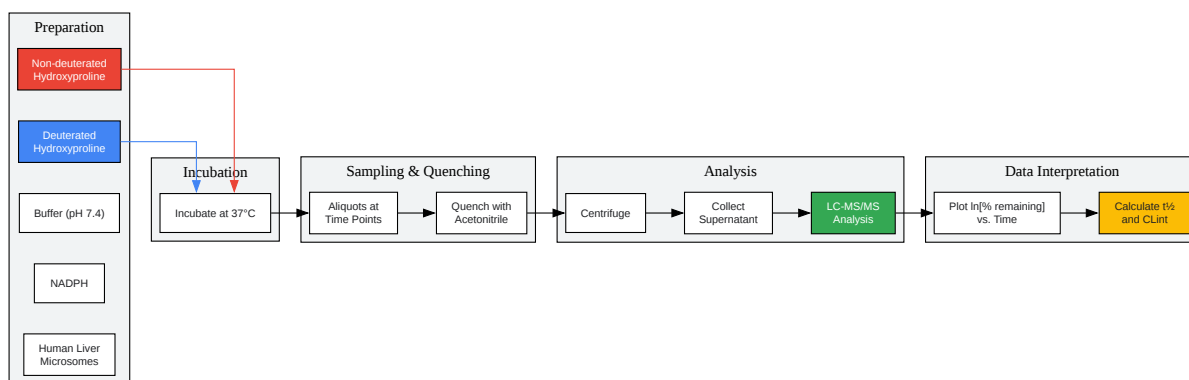 Preparation
Non-deuterated
Hydroxyproline
Deuterated
Hydroxyproline
Buffer (pH 7.4)
NADPH
Human Liver
Microsomes
Incubation
Incubate at 37°C
Sampling & Quenching
Aliquots at
Time Points
Quench with
Acetonitrile
Analysis
Centrifuge
Collect
Supernatant
LC-MS/MS
Analysis
Data Interpretation
Plot ln[% remaining]
vs. Time
Calculate t½
and CLint